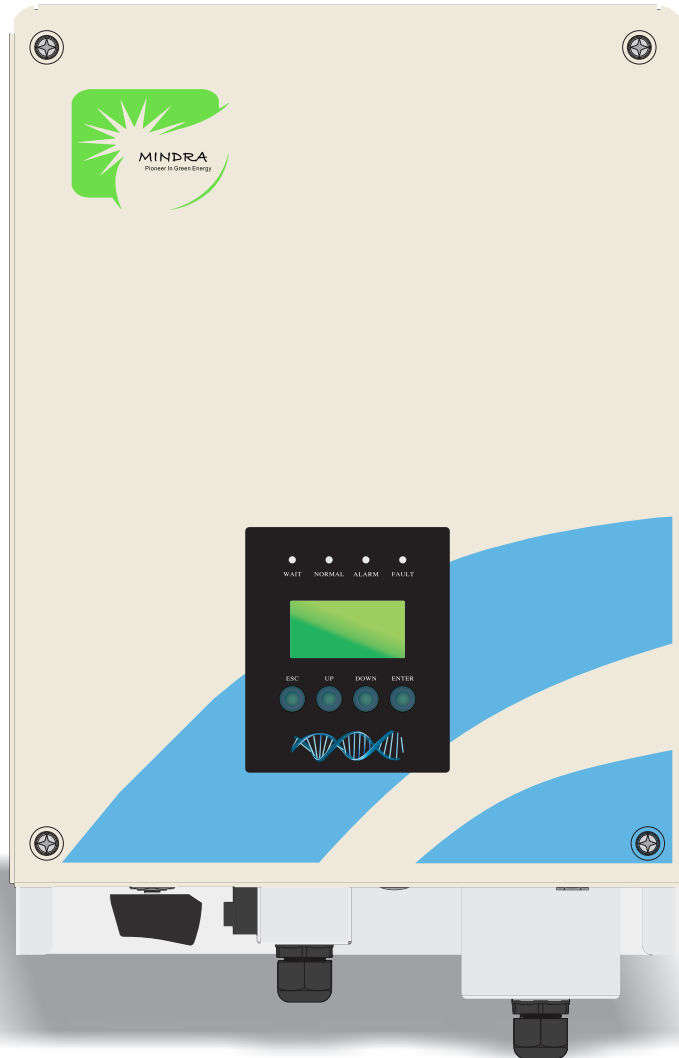 MINDRA
Pioneer In Green Energy
WAIT NORMAL ALARM FAULT
ESC UP DOWN ENTER